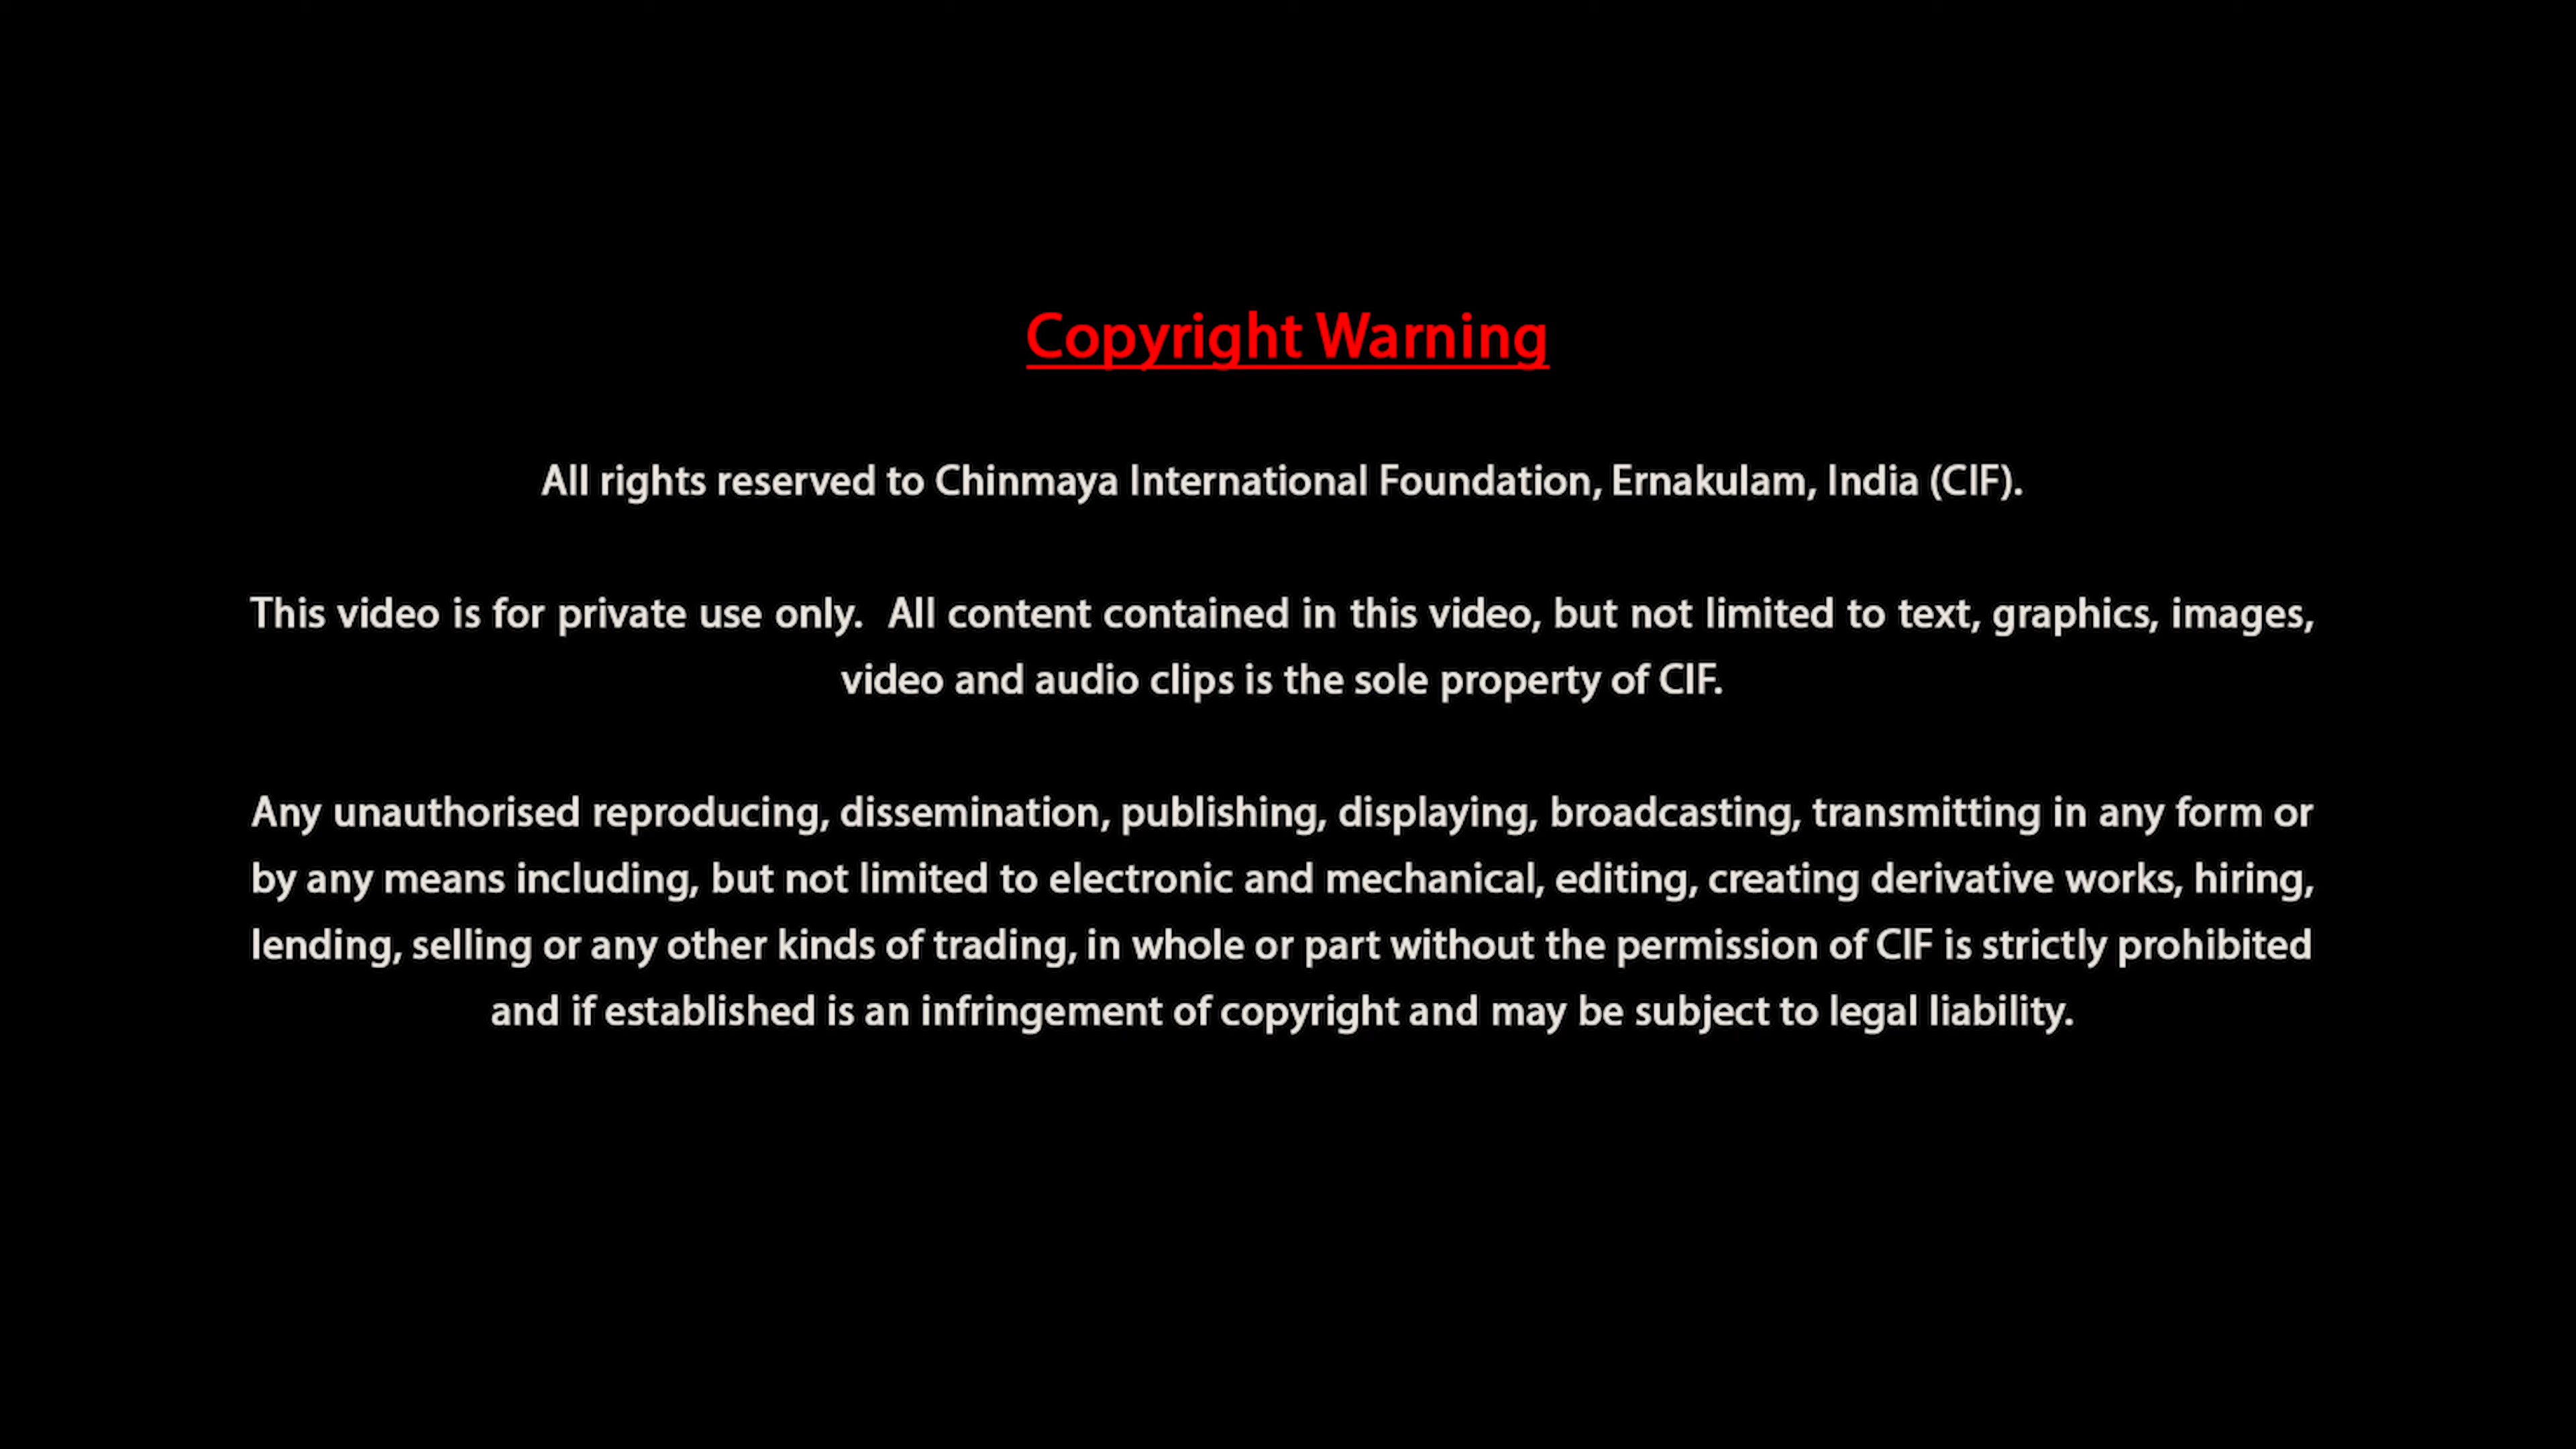 Copyright Warning
All rights reserved to Chinmaya International Foundation, Ernakulam, India (CIF).
This video is for private use only.  All content contained in this video, but not limited to text, graphics, images,
video and audio clips is the sole property of CIF.
Any unauthorised reproducing, dissemination, publishing, displaying, broadcasting, transmitting in any form or
by any means including, but not limited to electronic and mechanical, editing, creating derivative works, hiring,
lending, selling or any other kinds of trading, in whole or part without the permission of CIF is strictly prohibited
and if established is an infringement of copyright and may be subject to legal liability.